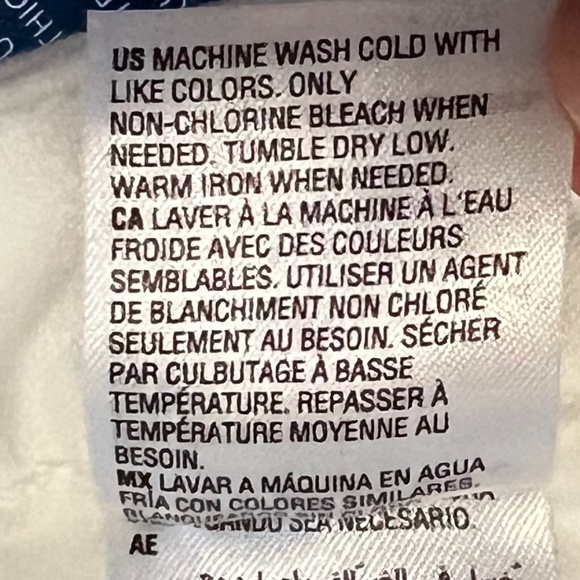 US MACHINE WASH COLD WITH
LIKE COLORS. ONLY
NON-CHLORINE BLEACH WHEN
NEEDED. TUMBLE DRY LOW.
WARM IRON WHEN NEEDED.
CA LAVER À LA MACHINE À L'EAU
FROIDE AVEC DES COULEURS
SEMBLABLES. UTILISER UN AGENT
DE BLANCHIMENT NON CHLORÉ
SEULEMENT AU BESOIN. SÉCHER
PAR CULBUTAGE À BASSE
TEMPÉRATURE. REPASSER À
TEMPÉRATURE MOYENNE AU
BESOIN.
MX LAVAR A MÁQUINA EN AGUA
FRÍA CON COLORES SIMILARES.
SEA NECESARIO.
AE